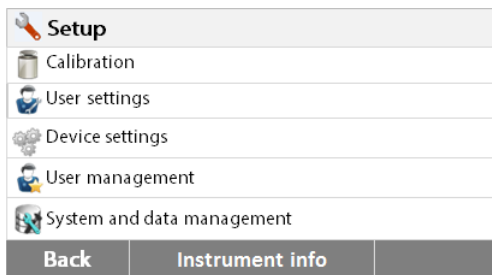 Setup
Calibration
User settings
Device settings
User management
System and data management
Back Instrument info